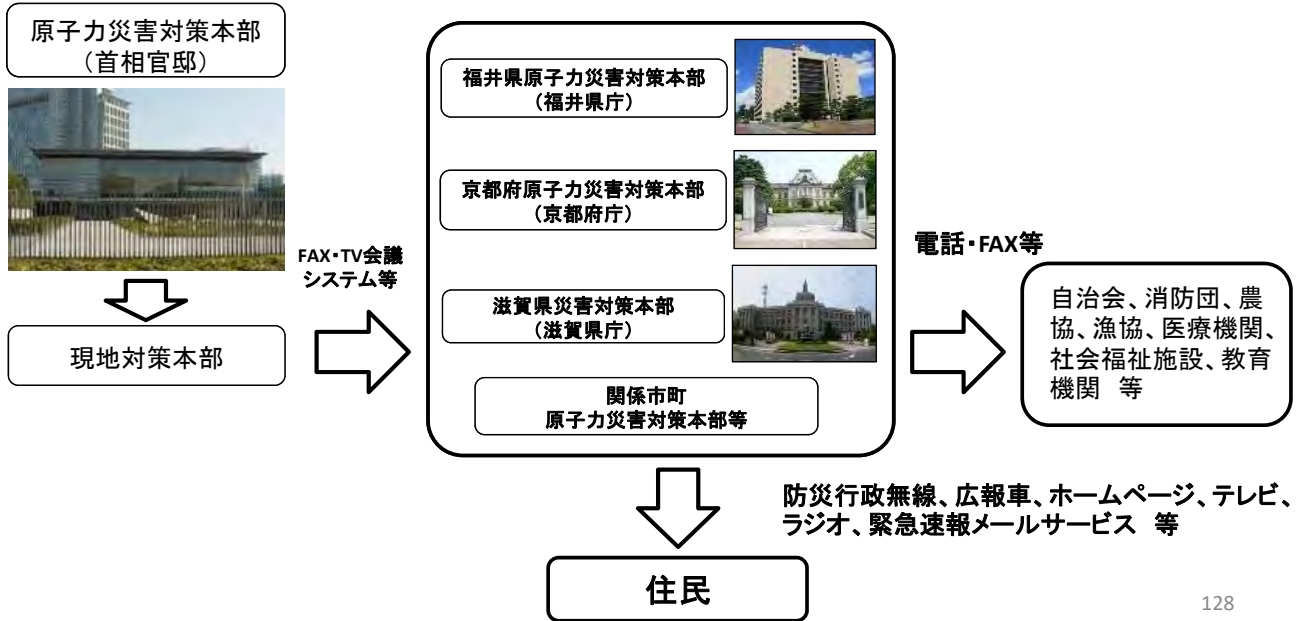 原子力災害対策本部
（首相官邸）
現地対策本部
FAX・TV会議
システム等
福井県原子力災害対策本部
（福井県庁）
京都府原子力災害対策本部
（京都府庁）
滋賀県災害対策本部
（滋賀県庁）
関係市町
原子力災害対策本部等
電話・FAX等
自治会、消防団、農
協、漁協、医療機関、
社会福祉施設、教育
機関　等
防災行政無線、広報車、ホームページ、テレビ、
ラジオ、緊急速報メールサービス　等
住民
128